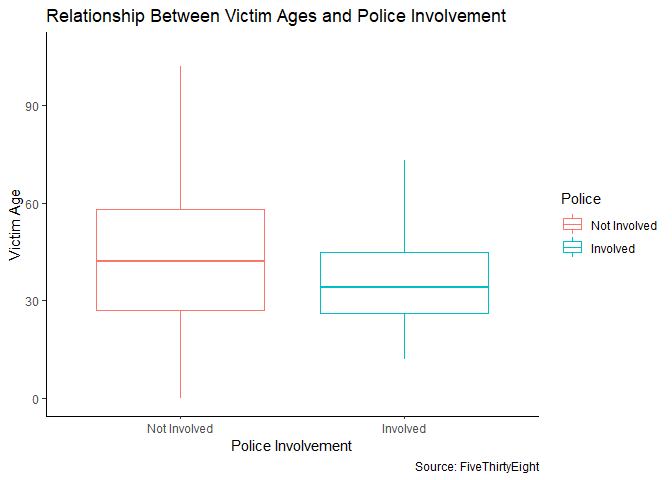 Relationship Between Victim Ages and Police Involvement
90
60
30
0
Victim Age
Not Involved
Involved
Police Involvement
Police
Not Involved
Involved
Source: FiveThirtyEight